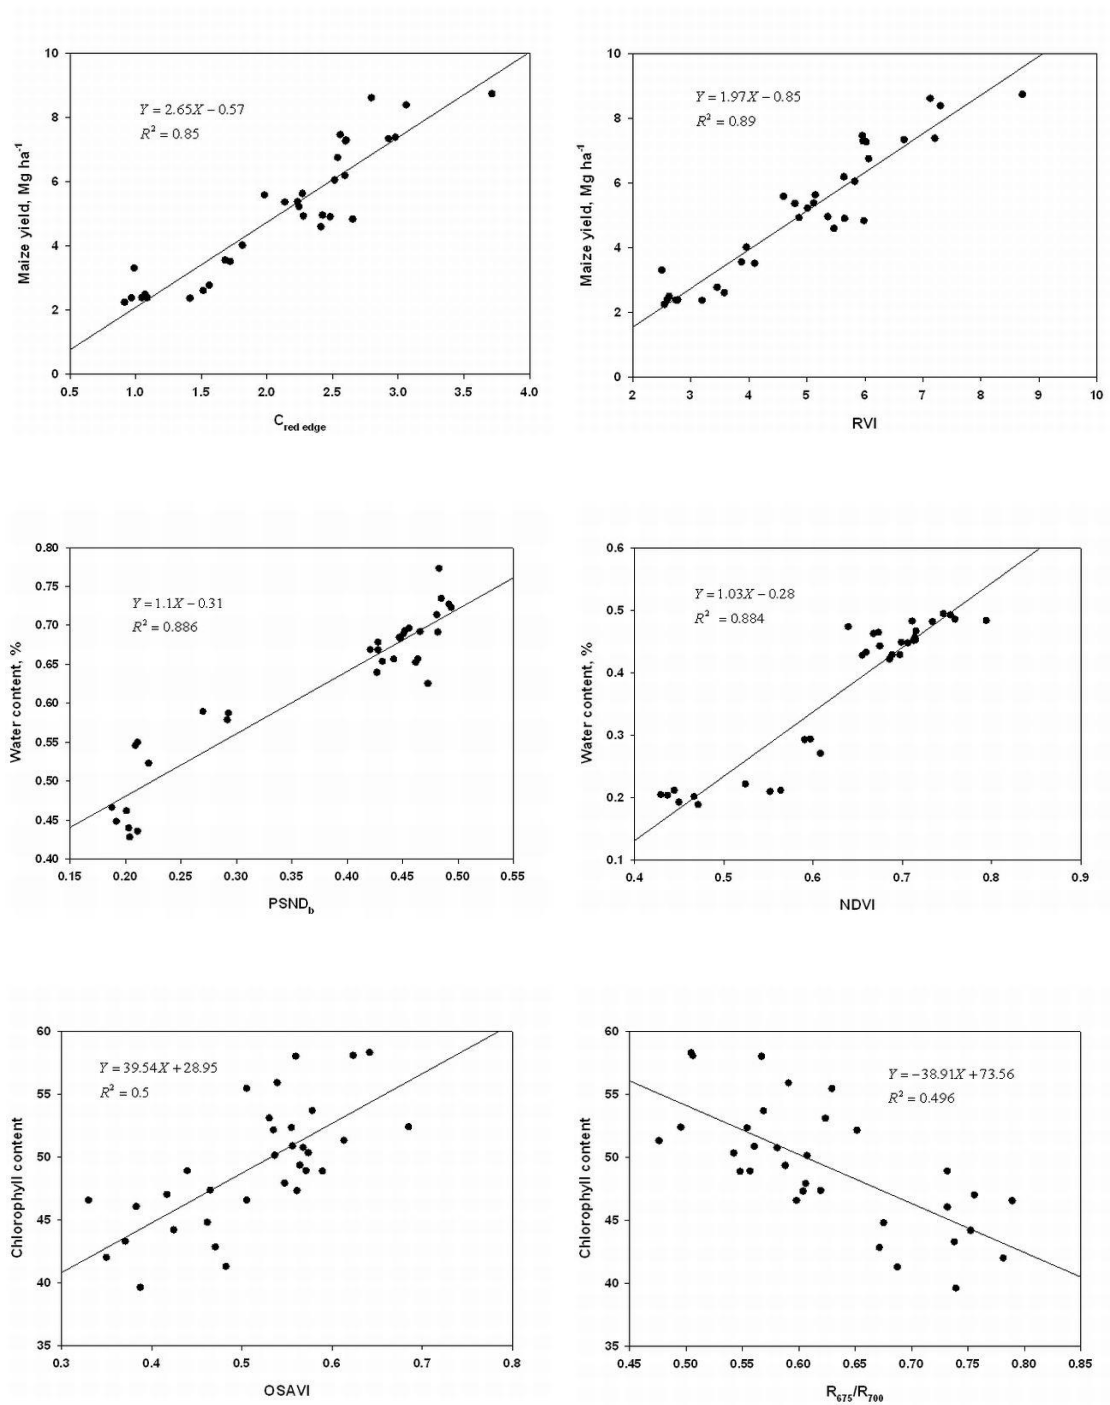 10
8
6
4
2
0
Maize yield, Mg ha⁻¹
Y = 2.65X − 0.57
R² = 0.85
0.5 1.0 1.5 2.0 2.5 3.0 3.5 4.0
C red edge
10
8
6
4
2
0
Maize yield, Mg ha⁻¹
Y = 1.97X − 0.85
R² = 0.89
2 3 4 5 6 7 8 9 10
RVI
0.80
0.75
0.70
0.65
0.60
0.55
0.50
0.45
0.40
Water content, %
Y = 1.1X − 0.31
R² = 0.886
0.15 0.20 0.25 0.30 0.35 0.40 0.45 0.50 0.55
PSND b
0.6
0.5
0.4
0.3
0.2
0.1
Water content, %
Y = 1.03X − 0.28
R² = 0.884
0.4 0.5 0.6 0.7 0.8 0.9
NDVI
60
55
50
45
40
35
Chlorophyll content
Y = 39.54X + 28.95
R² = 0.5
0.3 0.4 0.5 0.6 0.7 0.8
OSAVI
60
55
50
45
40
35
Chlorophyll content
Y = −38.91X + 73.56
R² = 0.496
0.45 0.50 0.55 0.60 0.65 0.70 0.75 0.80 0.85
R₆₇₅/R₇₀₀